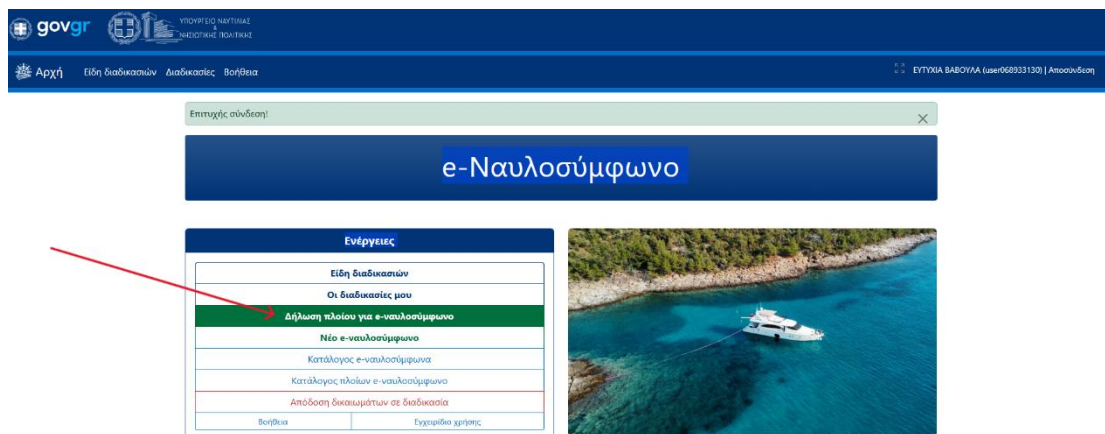 govgr
ΥΠΟΥΡΓΕΙΟ ΝΑΥΤΙΛΙΑΣ
&
ΝΗΣΙΩΤΙΚΗΣ ΠΟΛΙΤΙΚΗΣ
Αρχή Είδη διαδικασιών Διαδικασίες Βοήθεια
ΕΥΤΥΧΙΑ ΒΑΒΟΥΛΑ (user068933130) | Αποσύνδεση
Επιτυχής σύνδεση!
e-Ναυλοσύμφωνο
Ενέργειες
Είδη διαδικασιών
Οι διαδικασίες μου
Δήλωση πλοίου για e-ναυλοσύμφωνο
Νέο e-ναυλοσύμφωνο
Κατάλογος e-ναυλοσύμφωνα
Κατάλογος πλοίων e-ναυλοσύμφωνο
Απόδοση δικαιωμάτων σε διαδικασία
Βοήθεια Εγχειρίδιο χρήσης